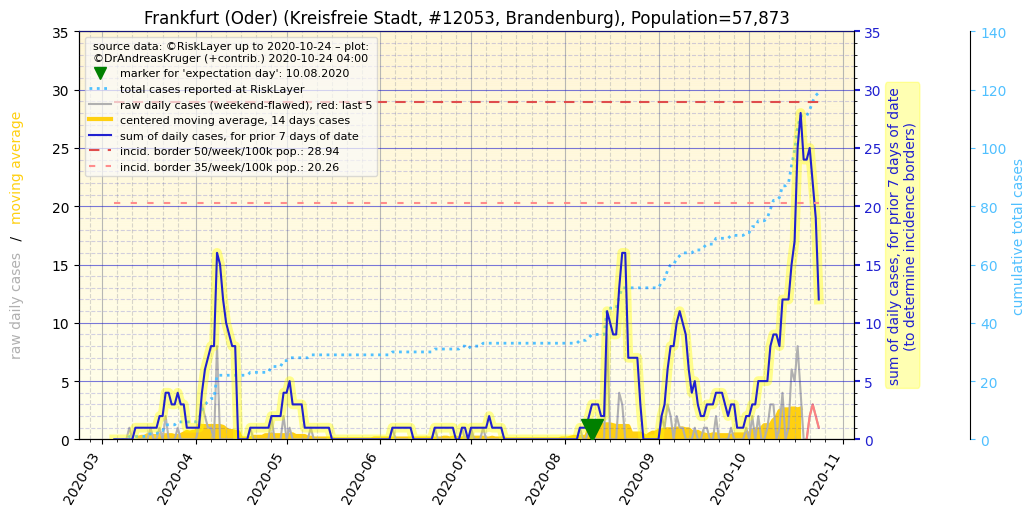 Frankfurt (Oder) (Kreisfreie Stadt, #12053, Brandenburg), Population=57,873
source data: ©RiskLayer up to 2020-10-24 – plot:
©DrAndreasKruger (+contrib.) 2020-10-24 04:00
marker for 'expectation day': 10.08.2020
total cases reported at RiskLayer
raw daily cases (weekend-flawed), red: last 5
centered moving average, 14 days cases
sum of daily cases, for prior 7 days of date
incid. border 50/week/100k pop.: 28.94
incid. border 35/week/100k pop.: 20.26
raw daily cases / moving average
35
30
25
20
15
10
5
0
2020-03
2020-04
2020-05
2020-06
2020-07
2020-08
2020-09
2020-10
2020-11
35
30
25
20
15
10
5
0
sum of daily cases, for prior 7 days of date
(to determine incidence borders)
140
120
100
80
60
40
20
0
cumulative total cases